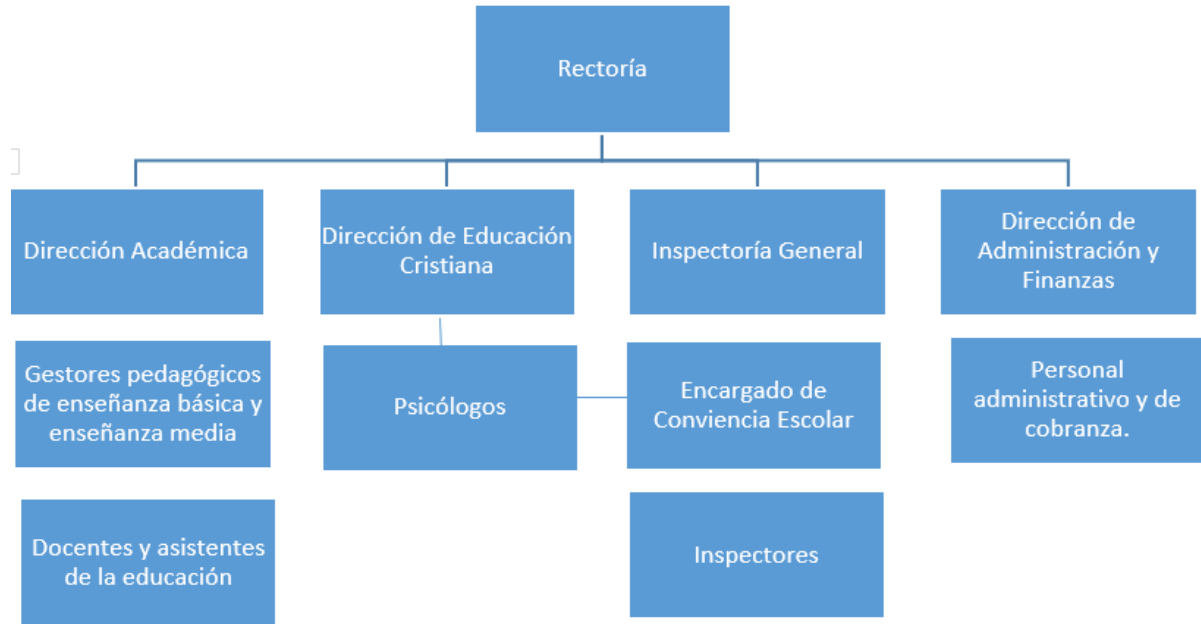 Rectoría
Dirección Académica
Dirección de Educación
Cristiana
Inspectoría General
Dirección de
Administración y
Finanzas
Gestores pedagógicos
de enseñanza básica y
enseñanza media
Psicólogos
Encargado de
Conviencia Escolar
Personal
administrativo y de
cobranza.
Docentes y asistentes
de la educación
Inspectores